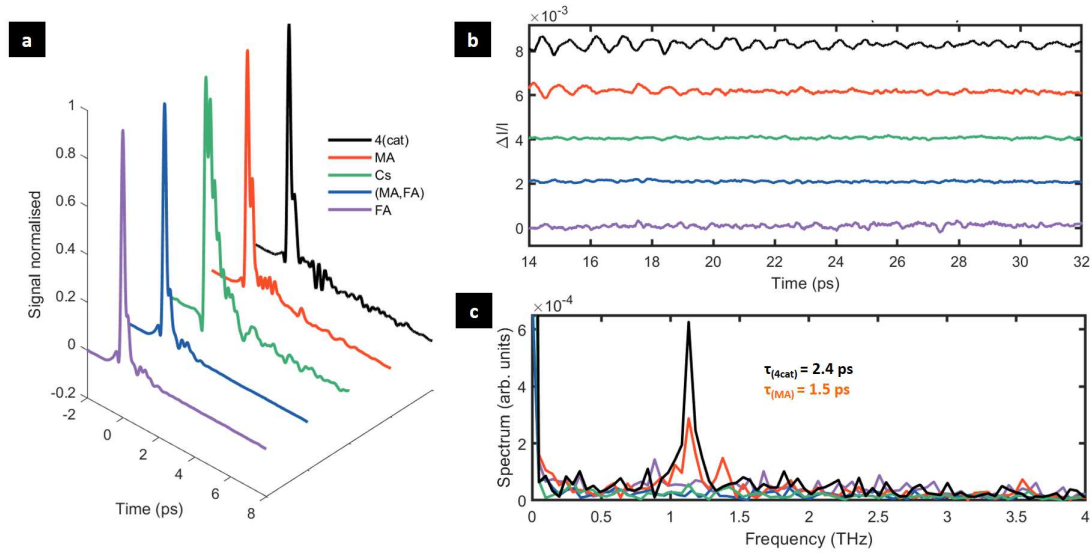 a
Signal normalised
1
0.8
0.6
0.4
0.2
0
-0.2
-2
0
2
4
6
8
Time (ps)
4(cat)
MA
Cs
(MA,FA)
FA
b
×10⁻³
ΔI/I
8
6
4
2
0
14 16 18 20 22 24 26 28 30 32
Time (ps)
c
×10⁻⁴
Spectrum (arb. units)
6
4
2
0
τ(4cat) = 2.4 ps
τ(MA) = 1.5 ps
0 0.5 1 1.5 2 2.5 3 3.5 4
Frequency (THz)